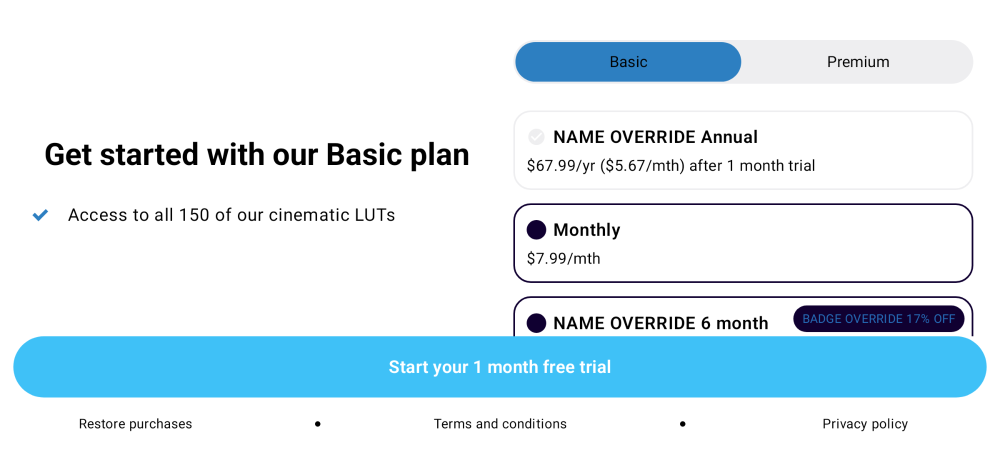 Basic
Premium
Get started with our Basic plan
Access to all 150 of our cinematic LUTs
NAME OVERRIDE Annual
$67.99/yr ($5.67/mth) after 1 month trial
Monthly
$7.99/mth
NAME OVERRIDE 6 month
BADGE OVERRIDE 17% OFF
Start your 1 month free trial
Restore purchases
Terms and conditions
Privacy policy